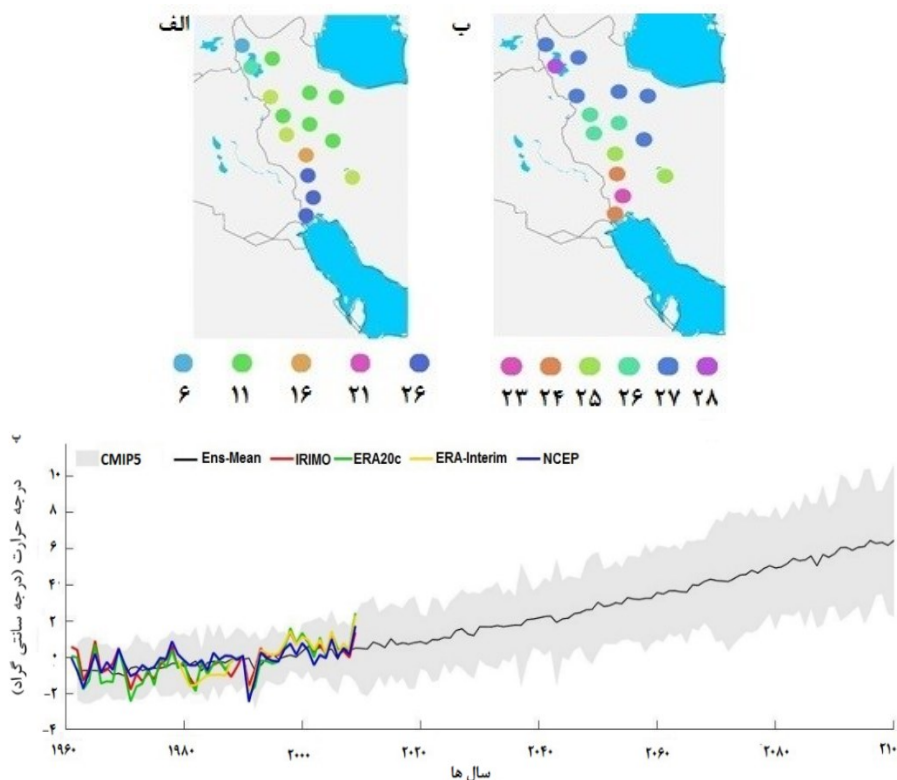 الف
ب
۶ ۱۱ ۱۶ ۲۱ ۲۶
۲۳ ۲۴ ۲۵ ۲۶ ۲۷ ۲۸
CMIP5 Ens-Mean IRIMO ERA20c ERA-Interim NCEP
درجه حرارت (درجه سانتی گراد)
۱۰
۸
۶
۴۰
۲
۰
-۲
-۴
۱۹۶۰ ۱۹۸۰ ۲۰۰۰ ۲۰۲۰ ۲۰۴۰ ۲۰۶۰ ۲۰۸۰ ۲۱۰
سال ها